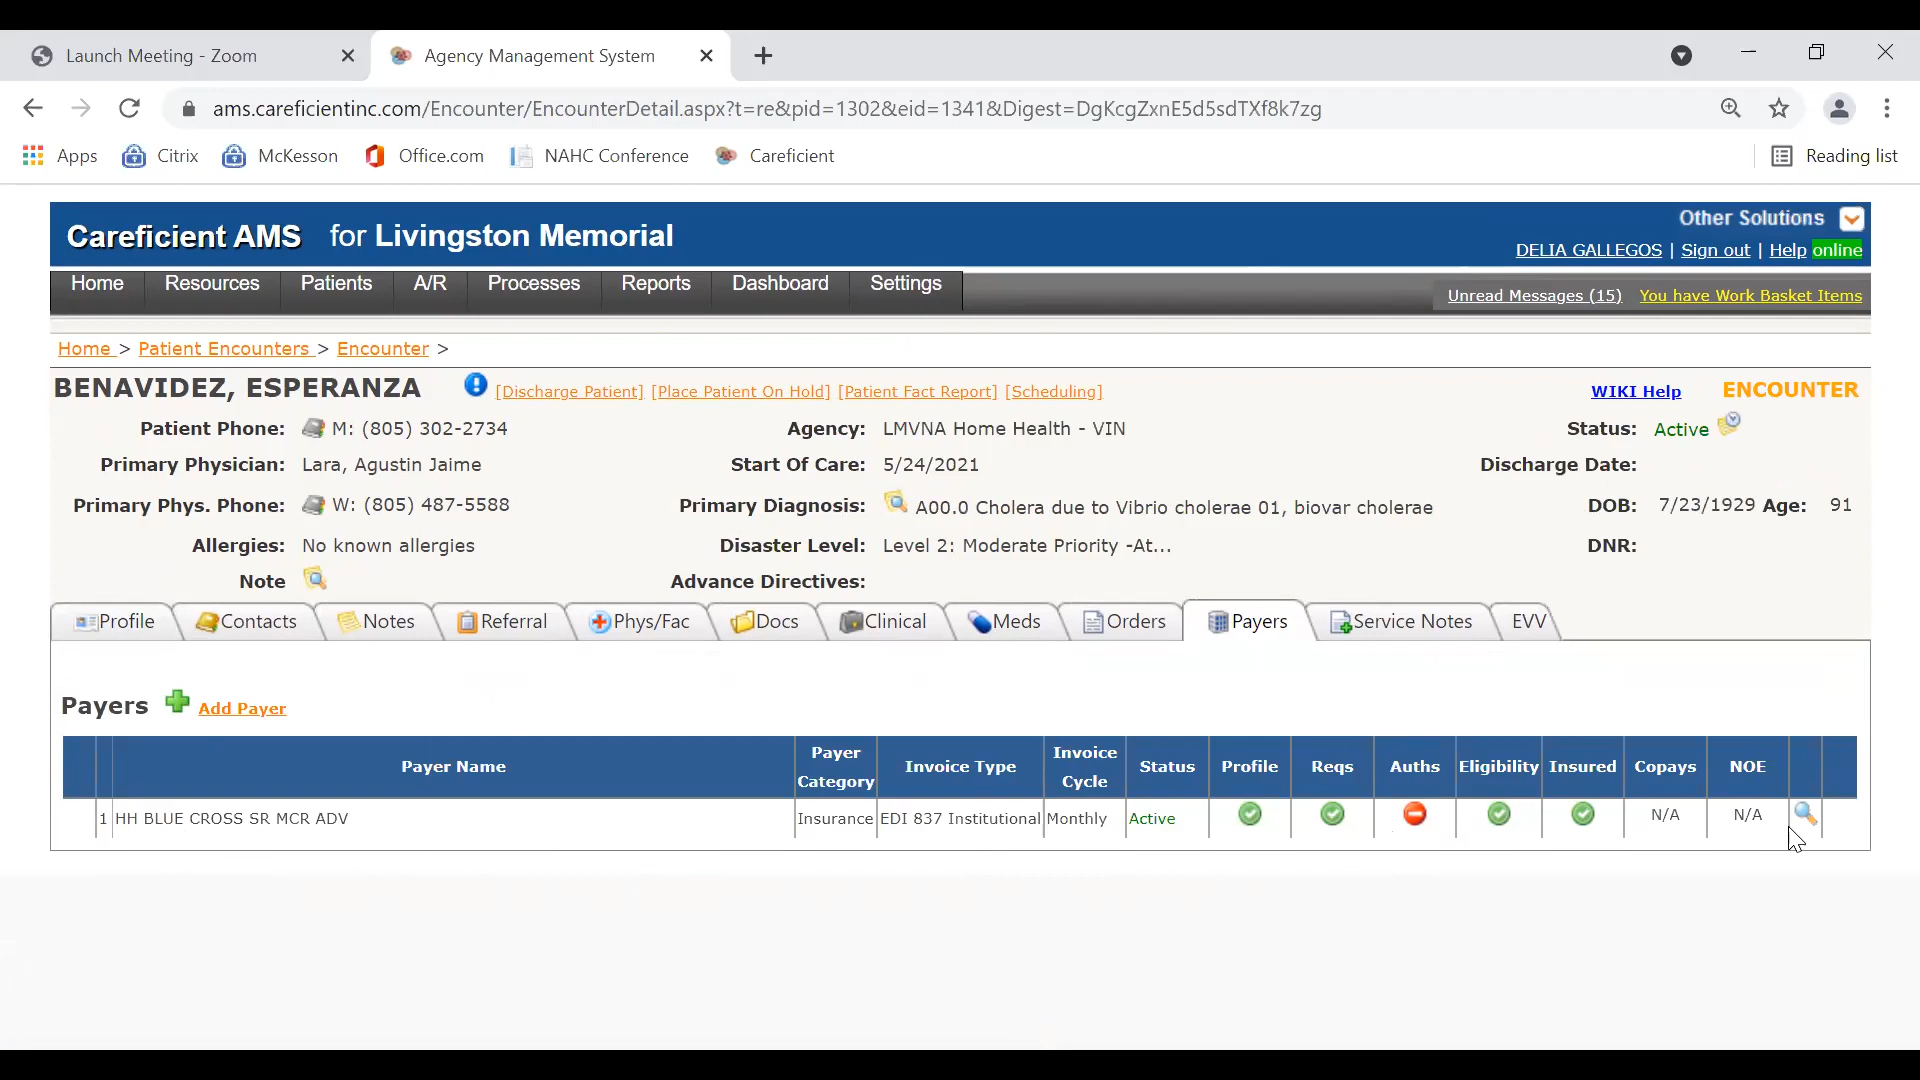 Launch Meeting - Zoom
Agency Management System
ams.careficientinc.com/Encounter/EncounterDetail.aspx?t=re&pid=1302&eid=1341&Digest=DgKcgZxnE5d5sdTXf8k7zg
Apps Citrix McKesson Office.com NAHC Conference Careficient Reading list
Careficient AMS for Livingston Memorial
Other Solutions
DELIA GALLEGOS | Sign out | Help online
Home Resources Patients A/R Processes Reports Dashboard Settings
Unread Messages (15) You have Work Basket Items
Home > Patient Encounters > Encounter >
BENAVIDEZ, ESPERANZA [Discharge Patient] [Place Patient On Hold] [Patient Fact Report] [Scheduling] WIKI Help ENCOUNTER
Patient Phone: M: (805) 302-2734 Agency: LMVNA Home Health - VIN Status: Active
Primary Physician: Lara, Agustin Jaime Start Of Care: 5/24/2021 Discharge Date:
Primary Phys. Phone: W: (805) 487-5588 Primary Diagnosis: A00.0 Cholera due to Vibrio cholerae 01, biovar cholerae DOB: 7/23/1929 Age: 91
Allergies: No known allergies Disaster Level: Level 2: Moderate Priority -At... DNR:
Note Advance Directives:
Profile Contacts Notes Referral Phys/Fac Docs Clinical Meds Orders Payers Service Notes EVV
Payers Add Payer
Payer Name Payer Category Invoice Type Invoice Cycle Status Profile Reqs Auths Eligibility Insured Copays NOE
1 HH BLUE CROSS SR MCR ADV Insurance EDI 837 Institutional Monthly Active N/A N/A